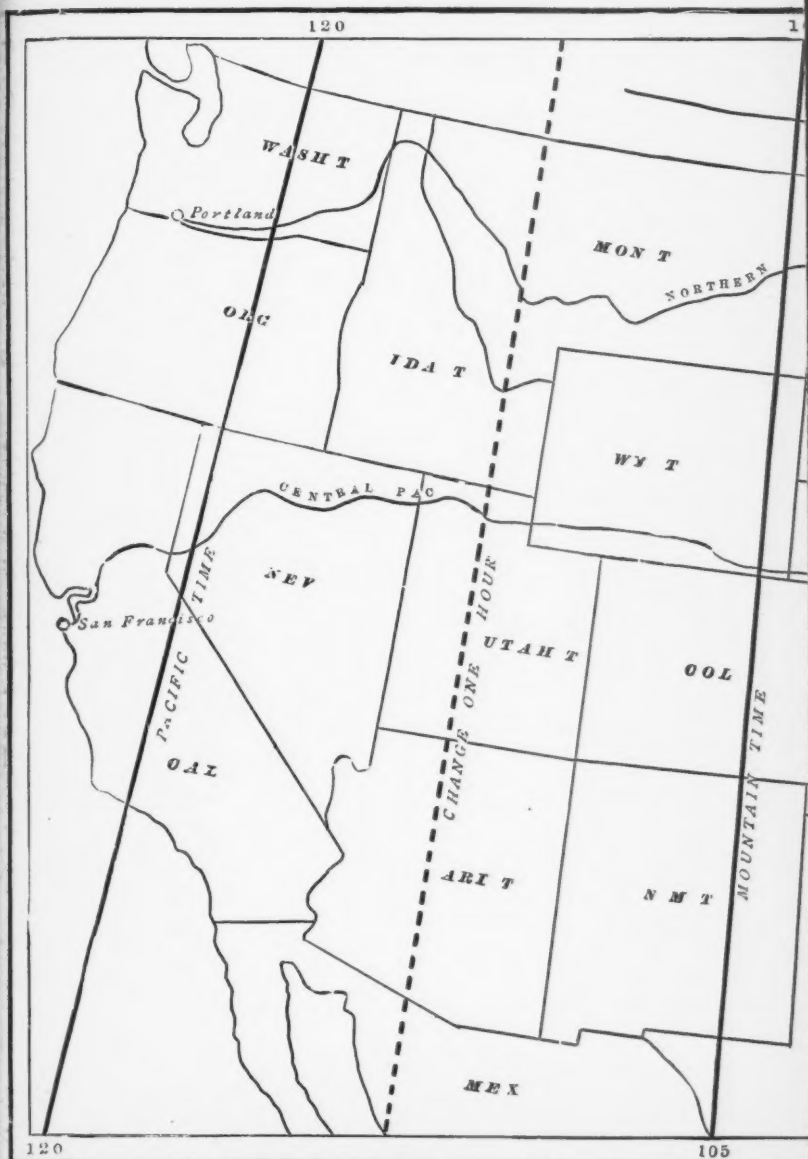 120
1
WASH T
Portland
MON T
NORTHERN
ORG
IDA T
WY T
CENTRAL PAC
NEV
San Francisco
PACIFIC TIME
CHANGE ONE HOUR
UTAH T
COL
MOUNTAIN TIME
CAL
ARI T
N M T
MEX
120
105